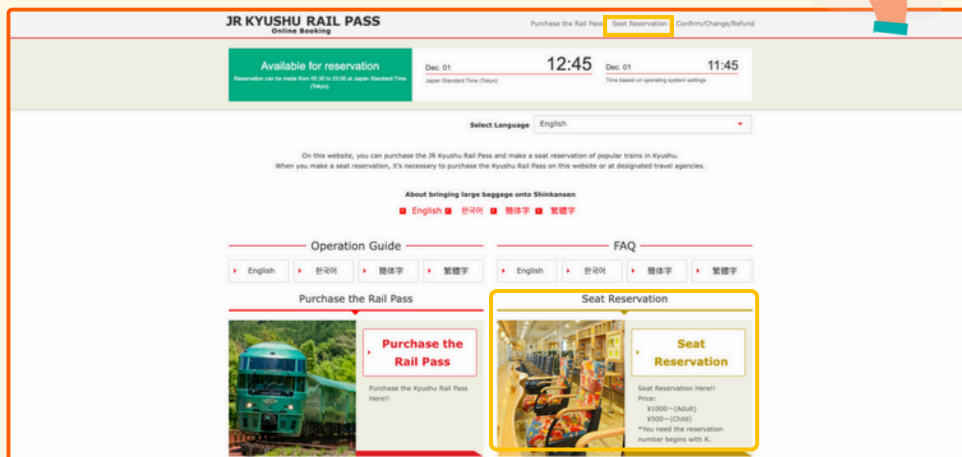 JR KYUSHU RAIL PASS
Online Booking
Purchase the Rail Pass Seat Reservation Confirm/Change/Refund
Available for reservation
Reservation can be made from 05:30 to 23:00 at Japan Standard Time
(Tokyo).
Dec. 01 12:45
Japan Standard Time (Tokyo)
Dec. 01 11:45
Time based on operating system settings
Select Language English
On this website, you can purchase the JR Kyushu Rail Pass and make a seat reservation of popular trains in Kyushu.
When you make a seat reservation, it's necessary to purchase the Kyushu Rail Pass on this website or at designated travel agencies.
About bringing large baggage onto Shinkansen
English 한국어 簡体字 繁體字
Operation Guide
English 한국어 簡体字 繁體字
FAQ
English 한국어 簡体字 繁體字
Purchase the Rail Pass
Purchase the
Rail Pass
Purchase the Kyushu Rail Pass
Here!!
Seat Reservation
Seat
Reservation
Seat Reservation Here!!
Price:
¥1000~(Adult)
¥500~(Child)
*You need the reservation
number begins with K.